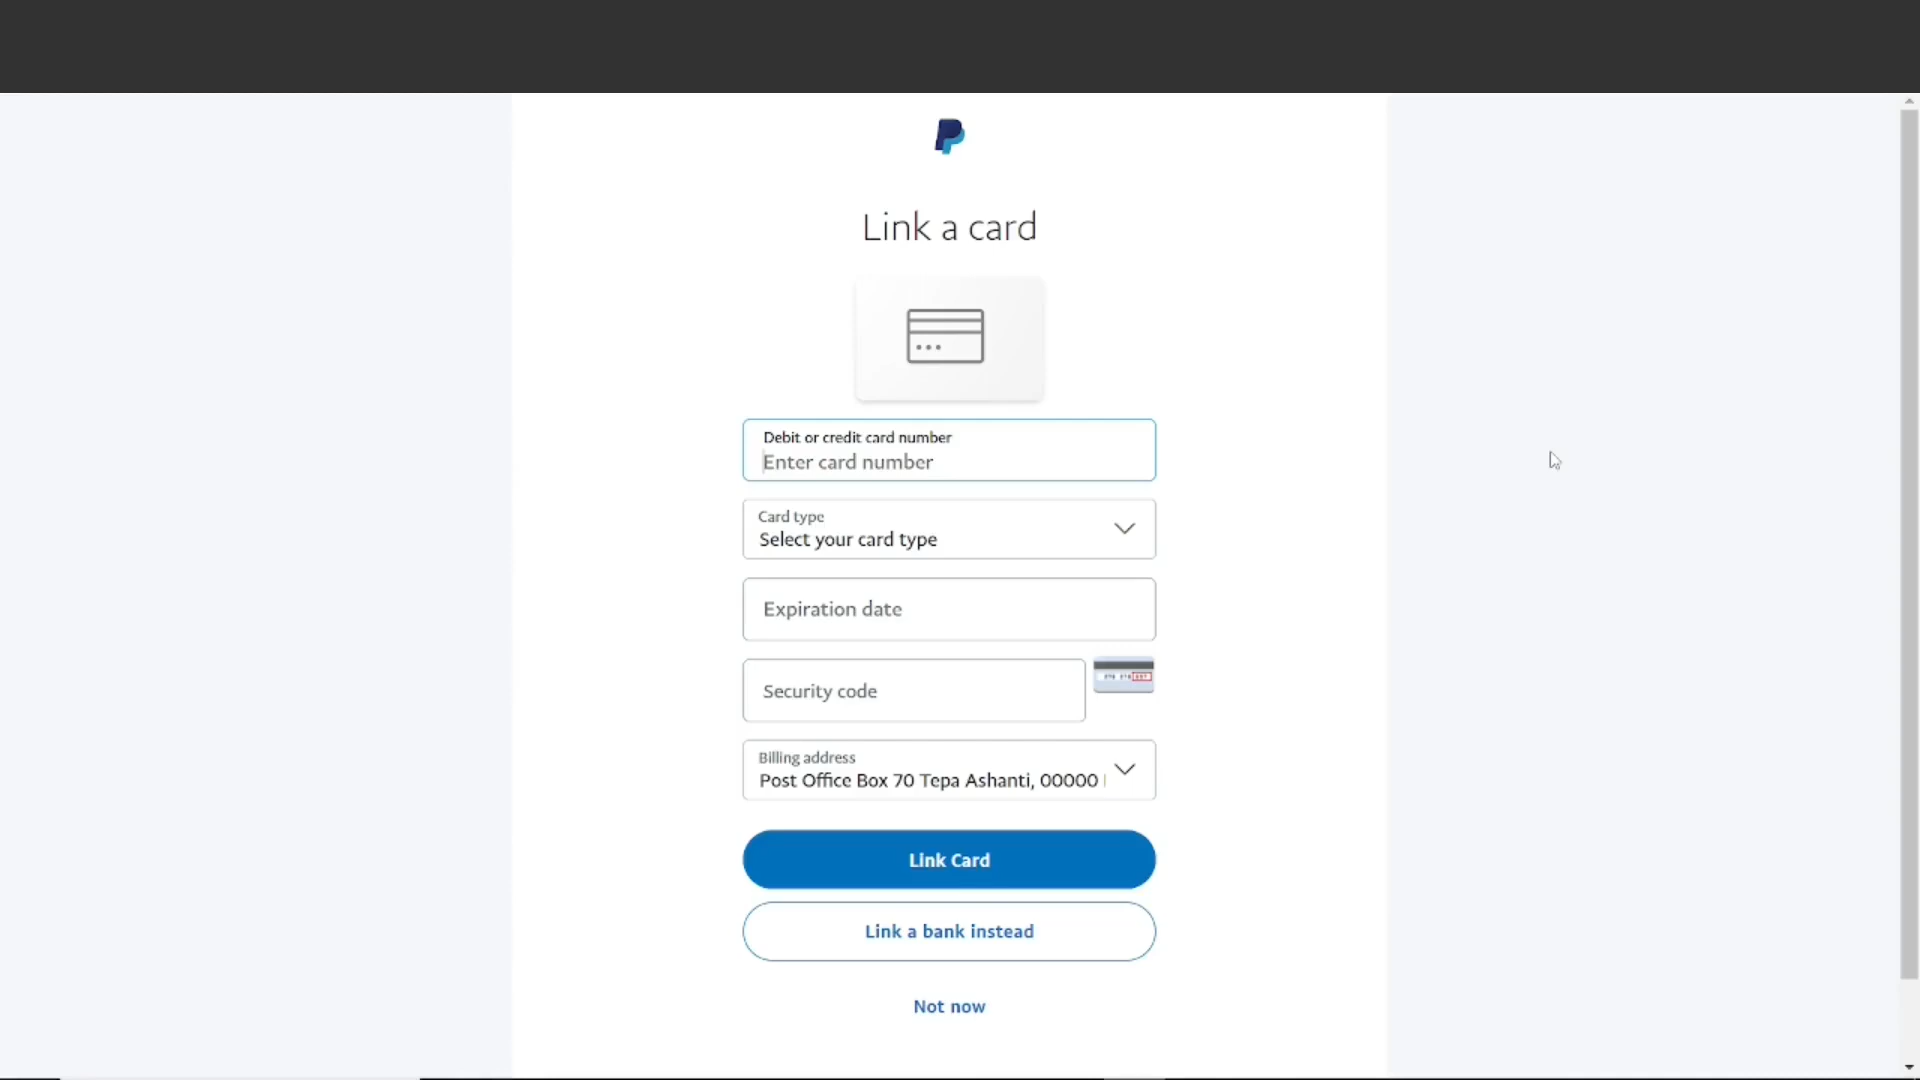 Link a card
Debit or credit card number
Enter card number
Card type
Select your card type
Expiration date
Security code
Billing address
Post Office Box 70 Tepa Ashanti, 00000
Link Card
Link a bank instead
Not now